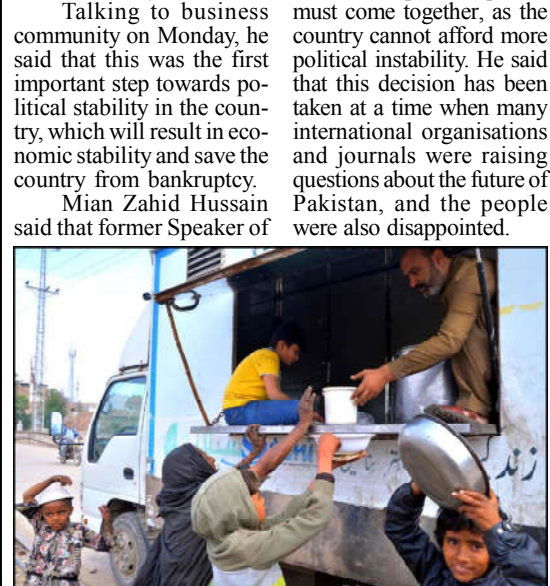 Talking to business
community on Monday, he
said that this was the first
important step towards po-
litical stability in the coun-
try, which will result in eco-
nomic stability and save the
country from bankruptcy.
Mian Zahid Hussain
said that former Speaker of
must come together, as the
country cannot afford more
political instability. He said
that this decision has been
taken at a time when many
international organisations
and journals were raising
questions about the future of
Pakistan, and the people
were also disappointed.